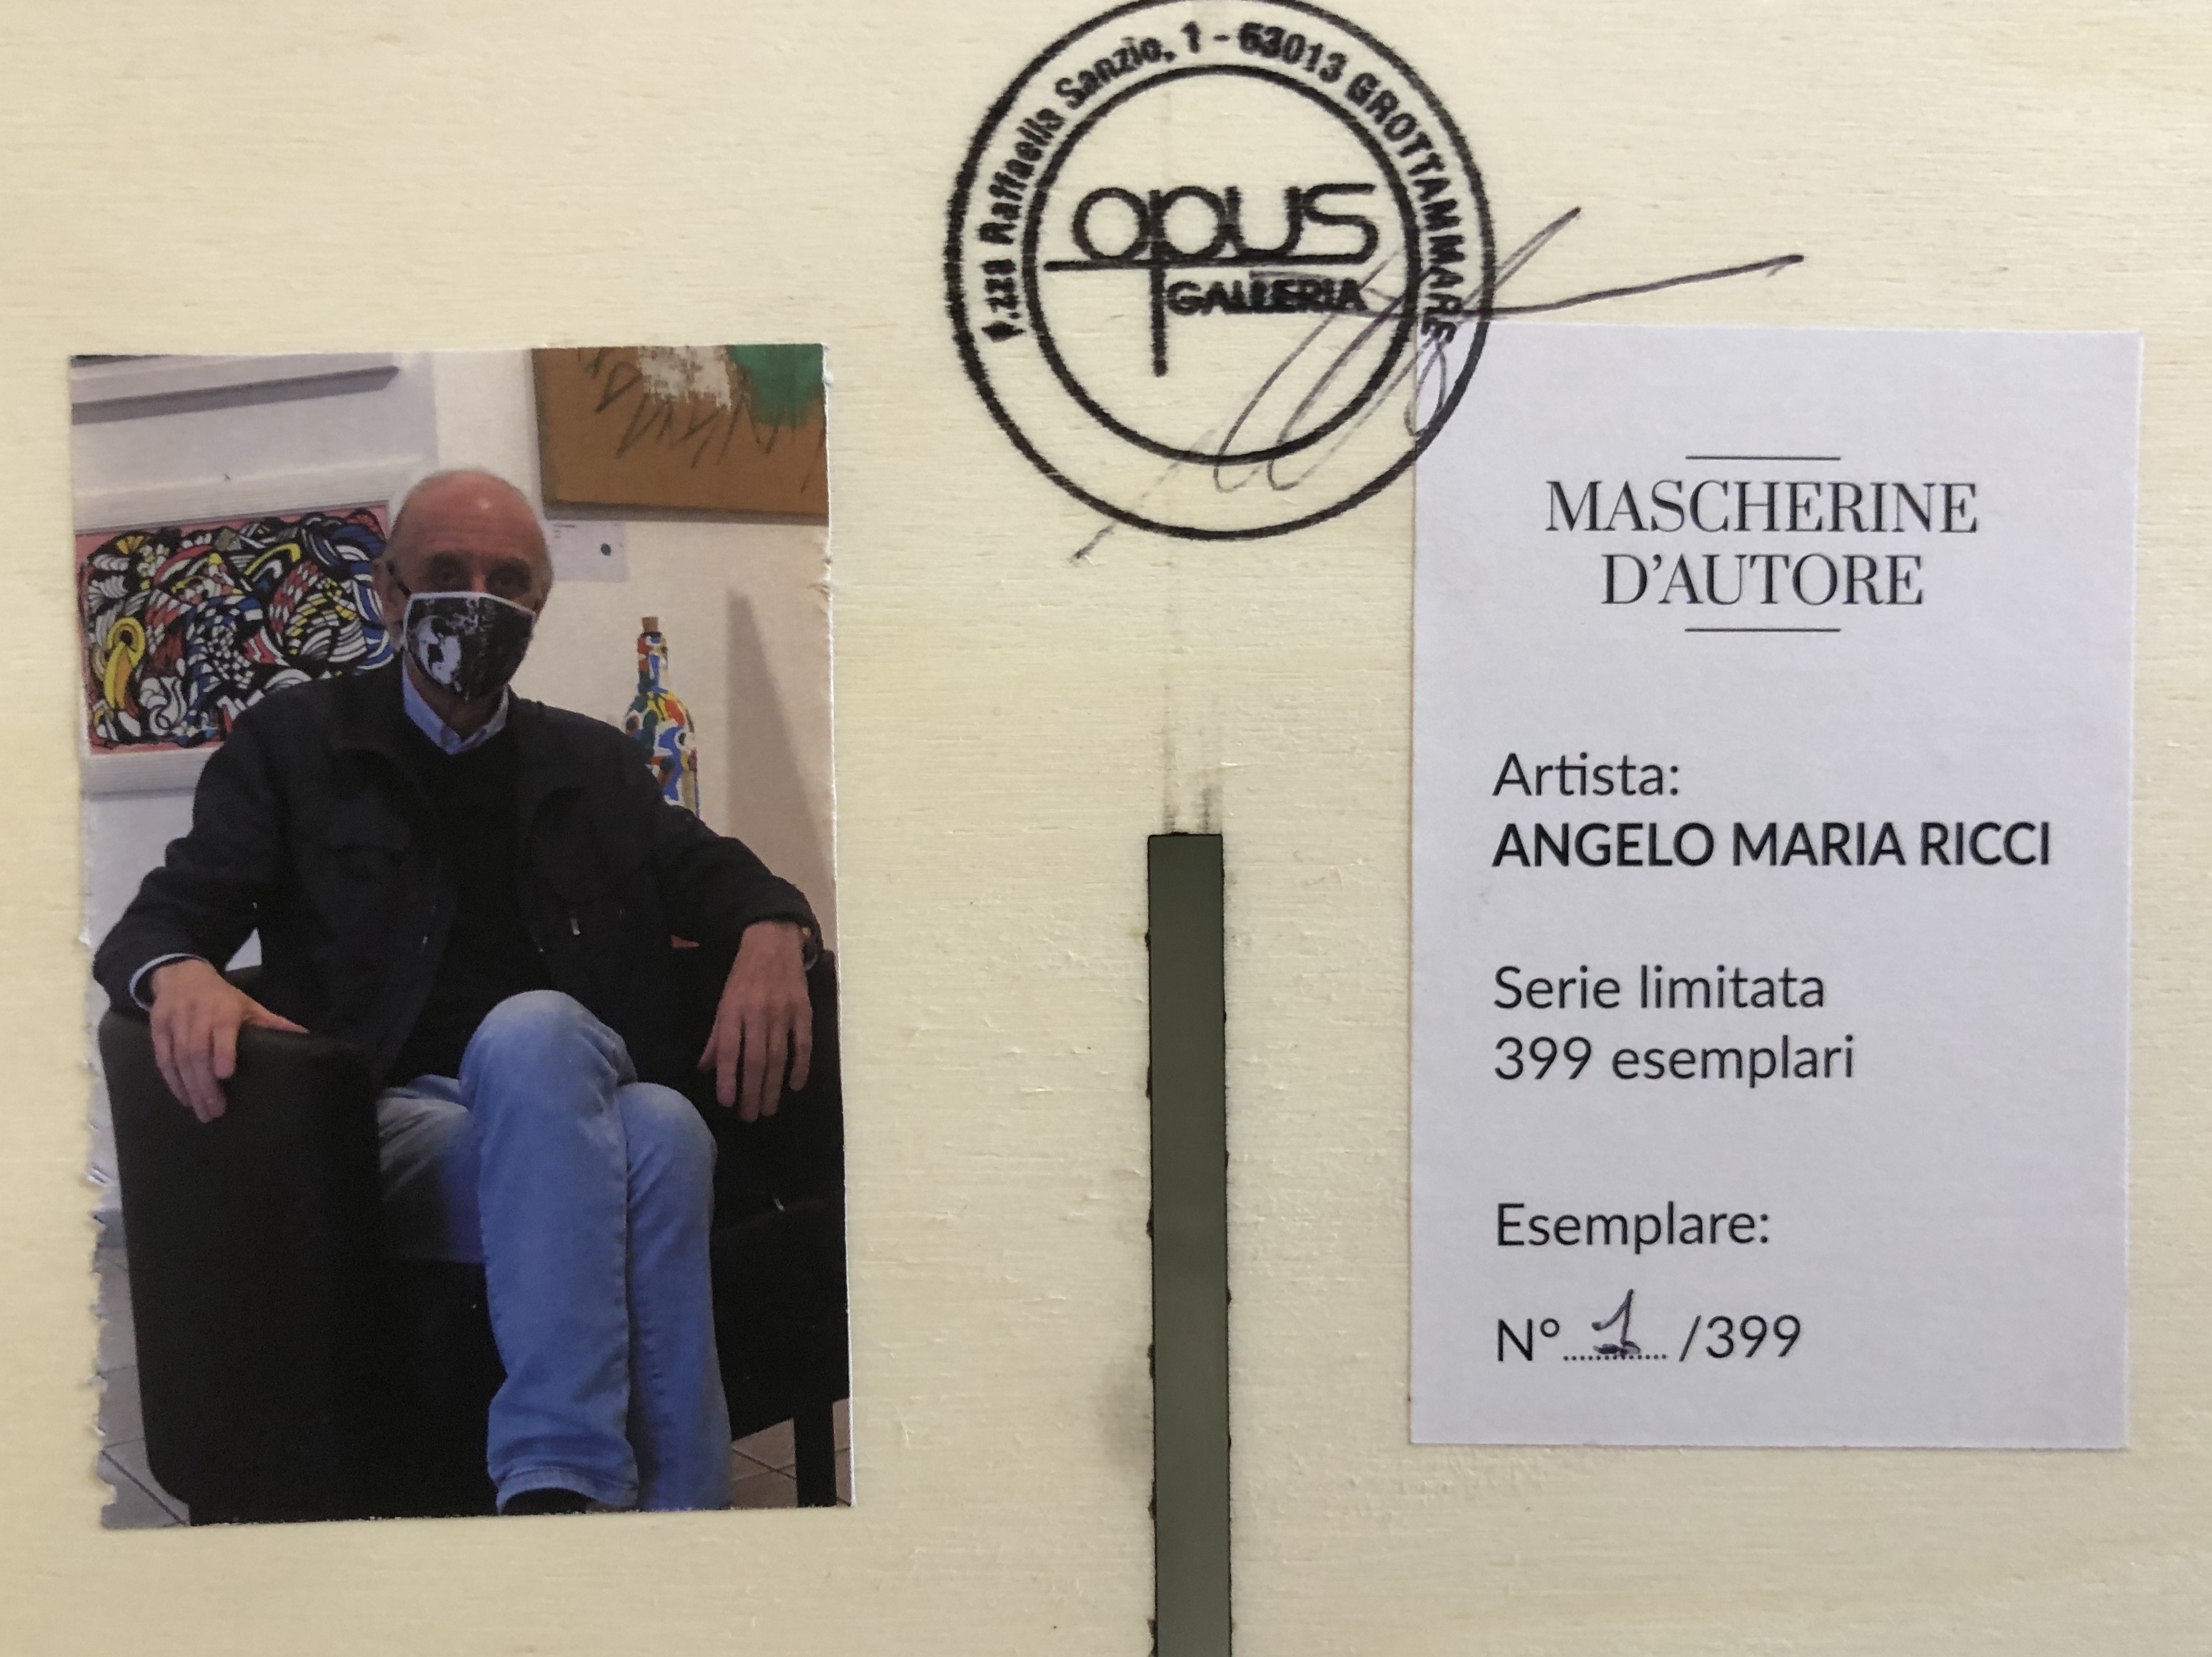 P.zza Raffaello Sanzio, 1 - 63013 GROTTAMMARE
opus
GALLERIA
MASCHERINE
D'AUTORE
Artista:
ANGELO MARIA RICCI
Serie limitata
399 esemplari
Esemplare:
N° 1 /399